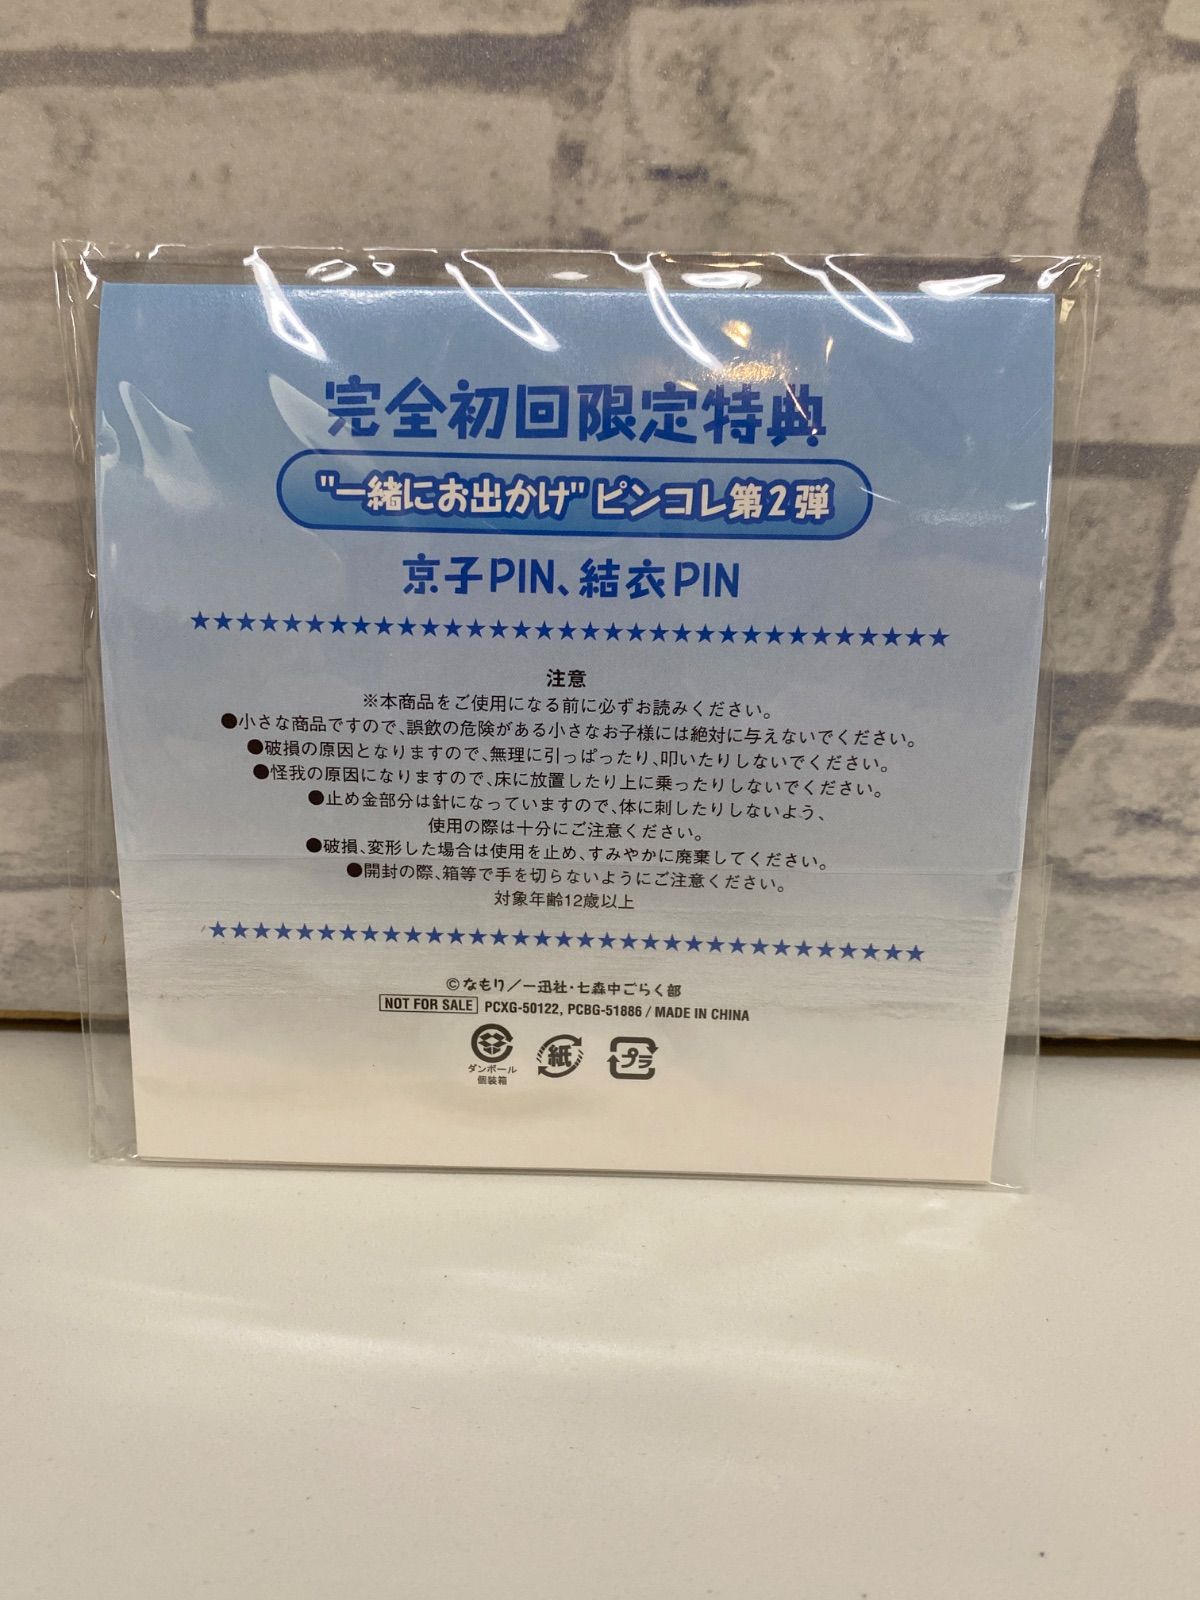 完全初回限定特典
"一緒にお出かけ"ピンコレ第2弾
京子PIN、結衣PIN
★★★★★★★★★★★★★★★★★★★★★★★★★★★★★★★★★
注意
※本商品をご使用になる前に必ずお読みください。
●小さな商品ですので、誤飲の危険がある小さなお子様には絶対に与えないでください。
●破損の原因となりますので、無理に引っぱったり、叩いたりしないでください。
●怪我の原因になりますので、床に放置したり上に乗ったりしないでください。
●止め金部分は針になっていますので、体に刺したりしないよう、
使用の際は十分にご注意ください。
●破損、変形した場合は使用を止め、すみやかに廃棄してください。
●開封の際、箱等で手を切らないようにご注意ください。
対象年齢12歳以上
★★★★★★★★★★★★★★★★★★★★★★★★★★★★★★★★★
©なもり/一迅社・七森中ごらく部
NOT FOR SALE PCXG-50122, PCBG-51886 / MADE IN CHINA
紙 プラ
ダンボール
個装箱